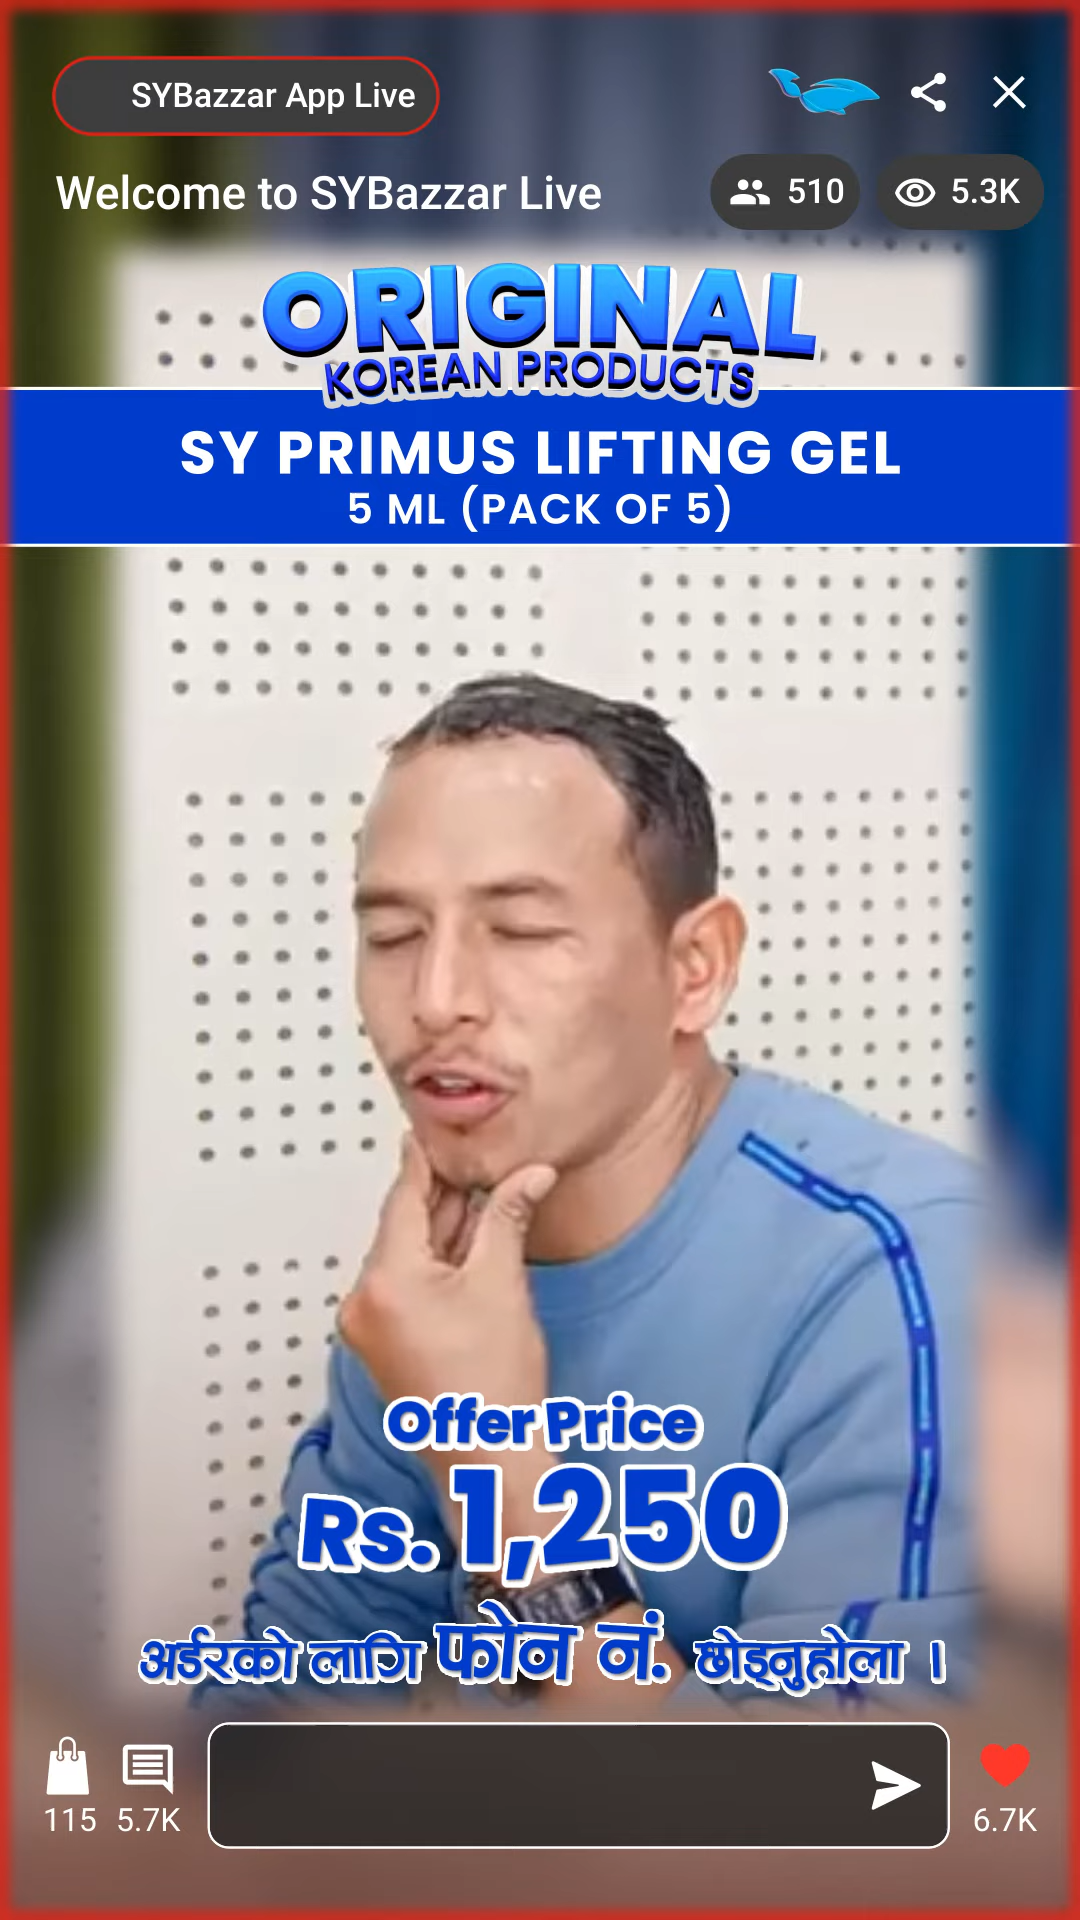 SYBazzar App Live
Welcome to SYBazzar Live
510
5.3K
ORIGINAL
KOREAN PRODUCTS
SY PRIMUS LIFTING GEL
5 ML (PACK OF 5)
Offer Price
Rs. 1,250
अर्डरको लागि फोन नं. छोड्नुहोला ।
115
5.7K
6.7K